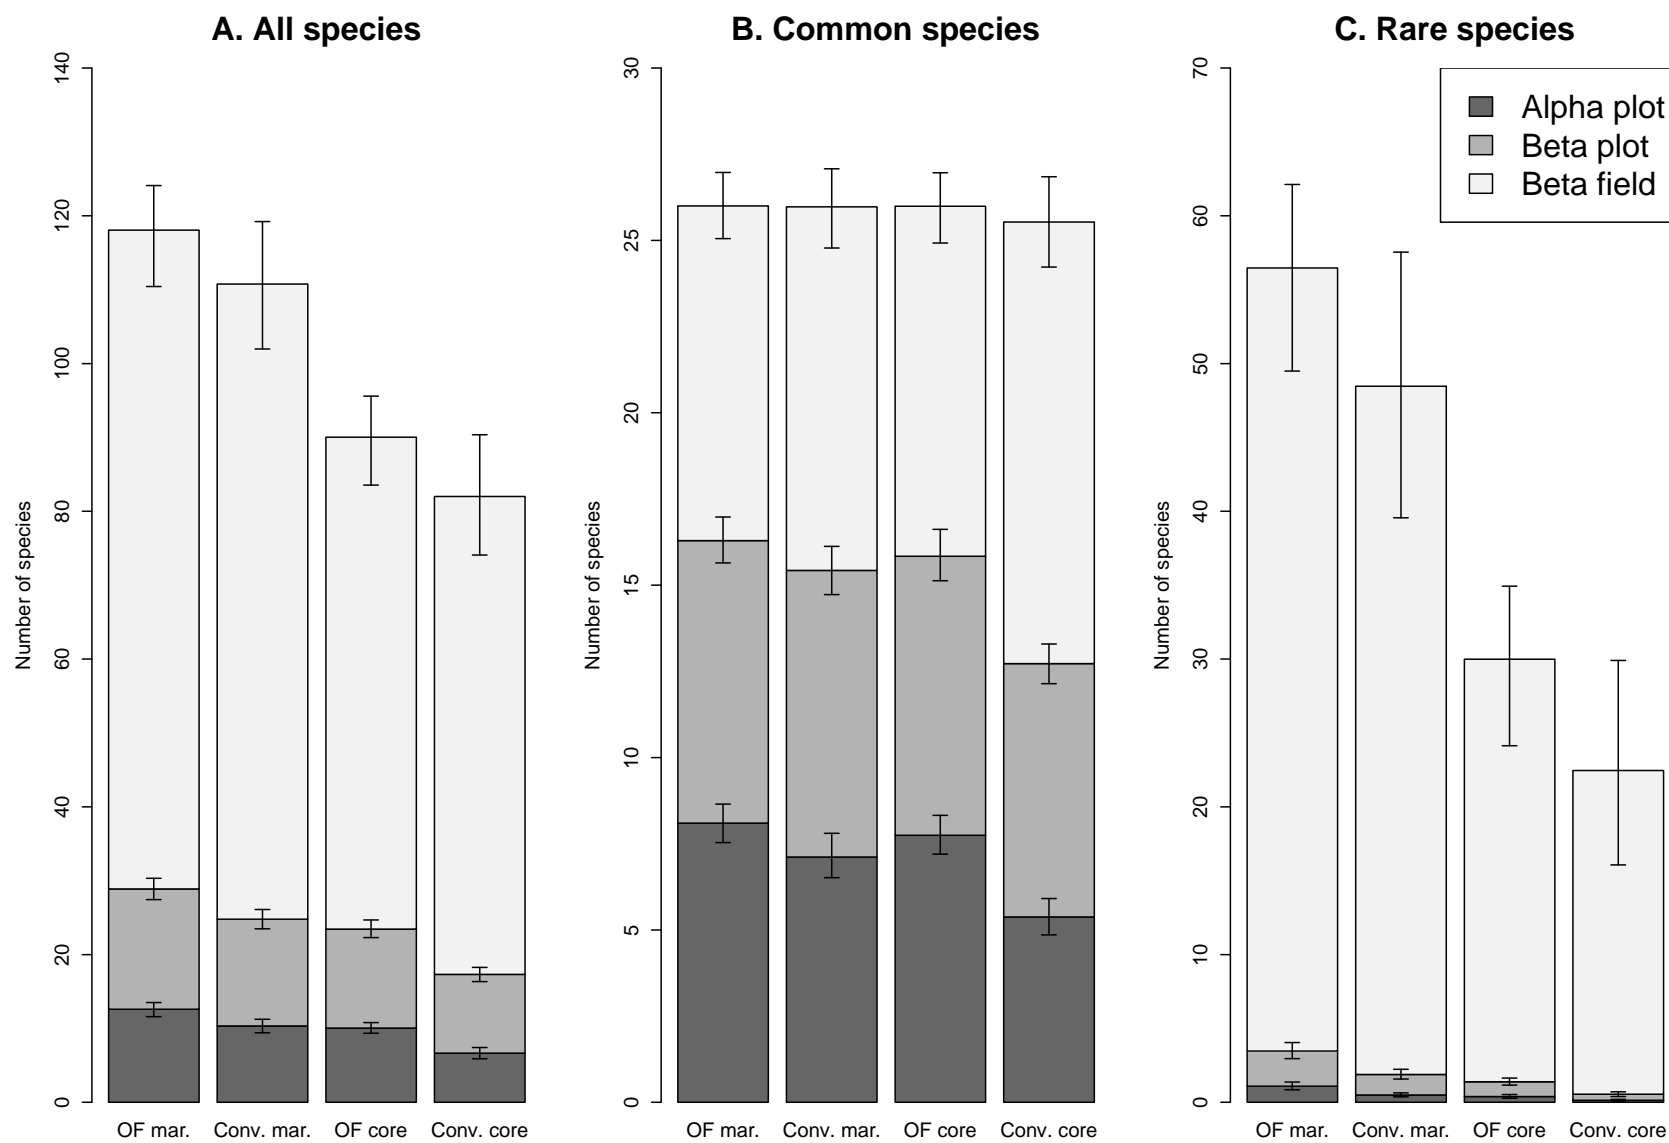 A. All species
Number of species
0
20
40
60
80
100
120
140
OF mar.
Conv. mar.
OF core
Conv. core
B. Common species
Number of species
0
5
10
15
20
25
30
OF mar.
Conv. mar.
OF core
Conv. core
C. Rare species
Number of species
0
10
20
30
40
50
60
70
Alpha plot
Beta plot
Beta field
OF mar.
Conv. mar.
OF core
Conv. core